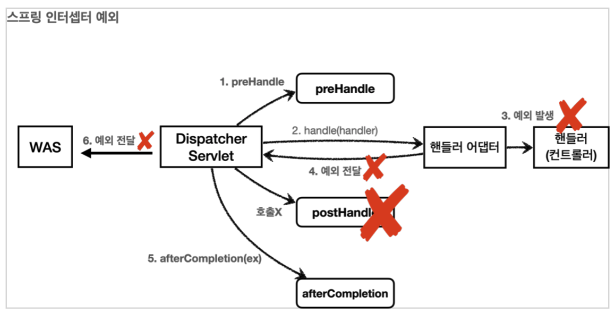 스프링 인터셉터 예외
1. preHandle
preHandle
3. 예외 발생
6. 예외 전달
WAS
Dispatcher
Servlet
2. handle(handler)
핸들러 어댑터
핸들러
(컨트롤러)
4. 예외 전달
호출X
postHandle
5. afterCompletion(ex)
afterCompletion